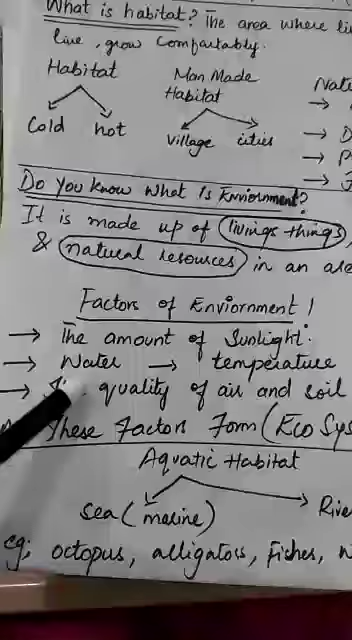 What is habitat? The area where
live, grow comfortably.
Habitat Man Made
Habitat
Cold hot village cities
Do You know What Is Enviornment?
It is made up of livings things,
& natural resources in an
Factors of Enviornment!
→ The amount of Sunlight.
→ Water → temperature
→ quality of air and soil
These Factors Form (Eco
Aquatic Habitat
Sea (marine)
eg; octopus, alligators, Fishes,